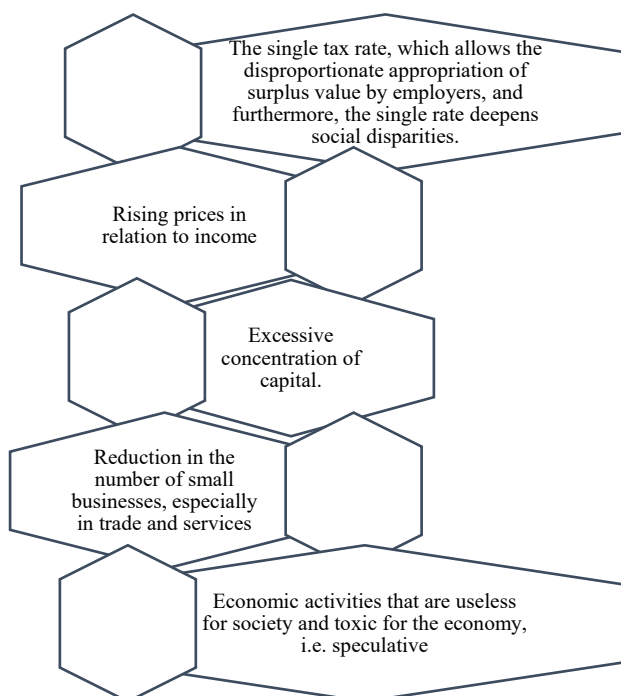 The single tax rate, which allows the
disproportionate appropriation of
surplus value by employers, and
furthermore, the single rate deepens
social disparities.
Rising prices in
relation to income
Excessive
concentration of
capital.
Reduction in the
number of small
businesses, especially
in trade and services
Economic activities that are useless
for society and toxic for the economy,
i.e. speculative